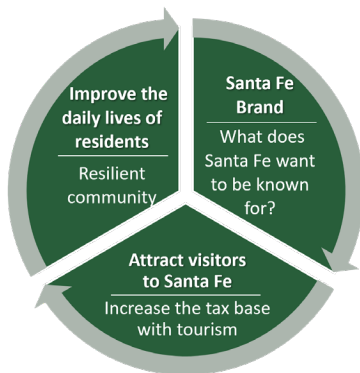 Improve the
daily lives of
residents
Resilient
community
Santa Fe
Brand
What does
Santa Fe want
to be known
for?
Attract visitors
to Santa Fe
Increase the tax base
with tourism